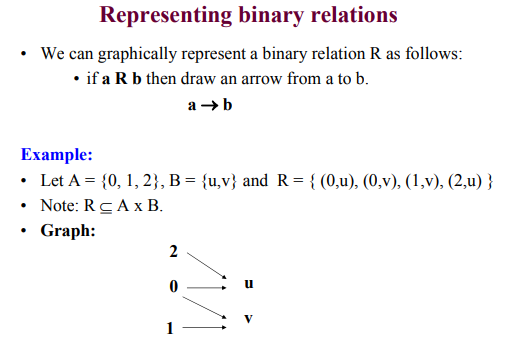 Representing binary relations
• We can graphically represent a binary relation R as follows:
• if a R b then draw an arrow from a to b.
a → b
Example:
• Let A = {0, 1, 2}, B = {u,v} and R = { (0,u), (0,v), (1,v), (2,u) }
• Note: R ⊆ A x B.
• Graph:
2
0 u
v
1